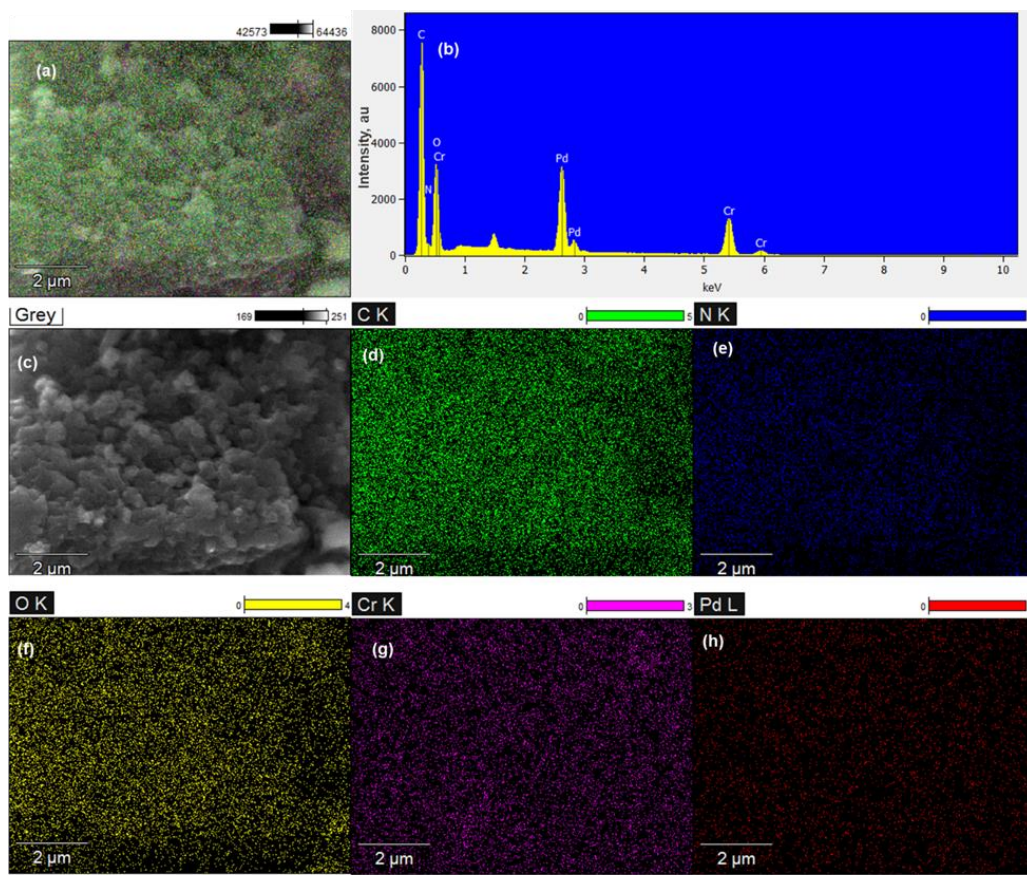 42573 64436
(a)
2 µm
(b)
8000
6000
4000
2000
0
Intensity, au
C
O
Cr
N
Pd
Pd
Cr
Cr
0 1 2 3 4 5 6 7 8 9 10
keV
Grey 169 251
(c)
2 µm
C K 0 5
(d)
2 µm
N K 0
(e)
2 µm
O K 0 4
(f)
2 µm
Cr K 0 3
(g)
2 µm
Pd L 0
(h)
2 µm